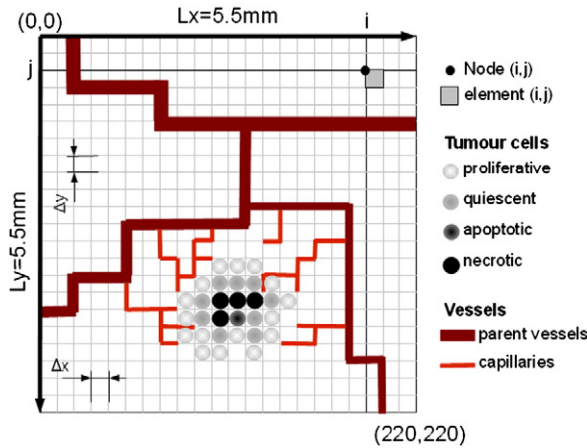 (0,0)
Lx=5.5mm
i
j
Node (i,j)
element (i,j)
Tumour cells
proliferative
quiescent
apoptotic
necrotic
Δy
Ly=5.5mm
Vessels
parent vessels
capillaries
Δx
(220,220)